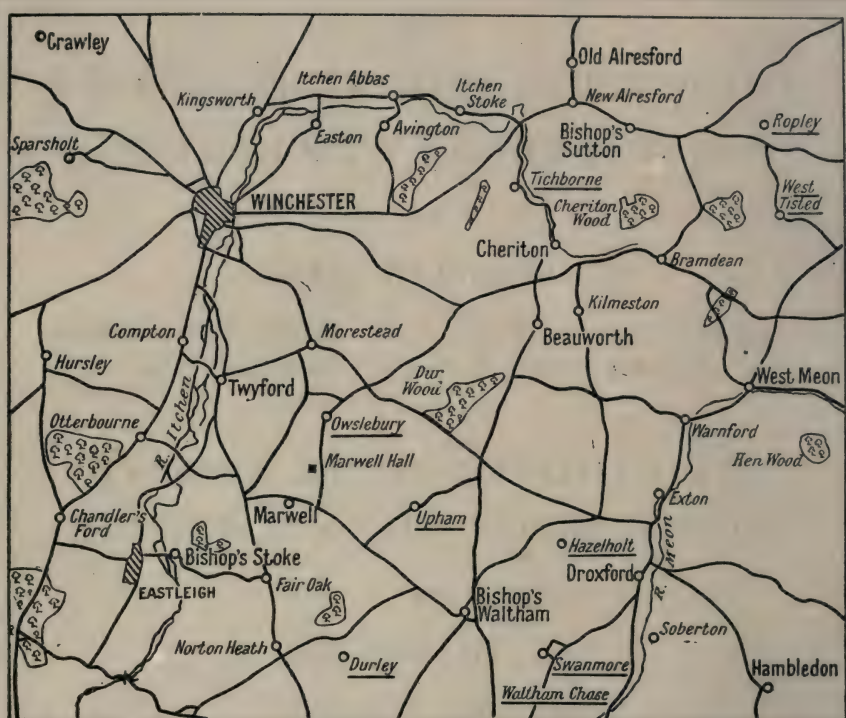 Crawley
Old Alresford
Itchen Abbas
Itchen
Stoke
Kingsworth
New Alresford
Easton
Avington
Bishop's
Sutton
Ropley
Sparsholt
Tichborne
West
Tisted
WINCHESTER
Cheriton
Wood
Cheriton
Bramdean
Kilmeston
Compton
Morestead
Beauworth
Hursley
Twyford
Dur
Wood
West Meon
R. Itchen
Otterbourne
Owslebury
Warnford
Marwell Hall
Hen Wood
Exton
Chandler's
Ford
Marwell
Upham
Hazelholt
R. Meon
Bishop's Stoke
Droxford
EASTLEIGH
Fair Oak
Bishop's
Waltham
Soberton
Norton Heath
Durley
Swanmore
Hambledon
Waltham Chase